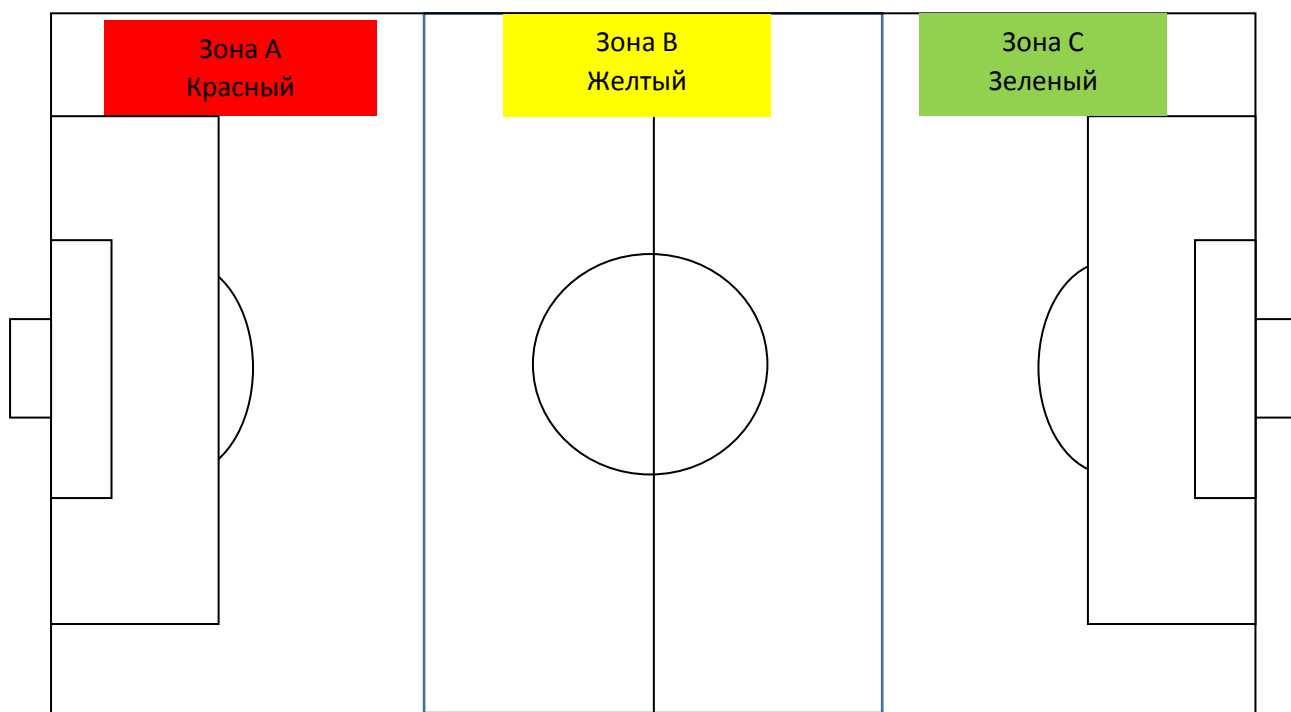 Зона А
Красный
Зона В
Желтый
Зона С
Зеленый